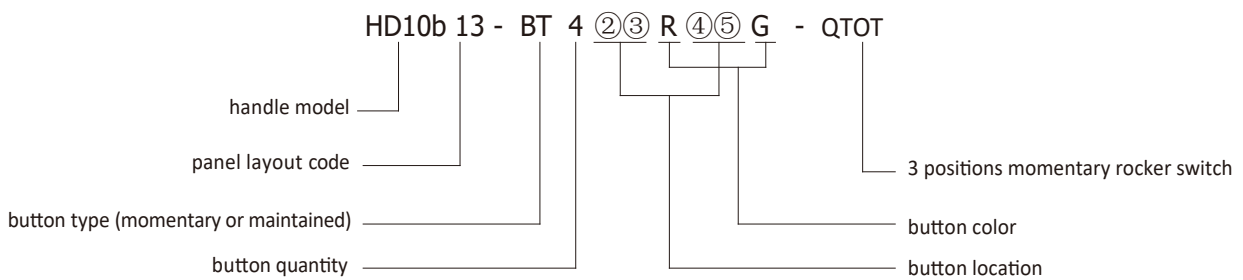 HD10b 13 - BT 4 ②③ R ④⑤ G - QTOT
handle model
panel layout code
3 positions momentary rocker switch
button type (momentary or maintained)
button color
button quantity
button location